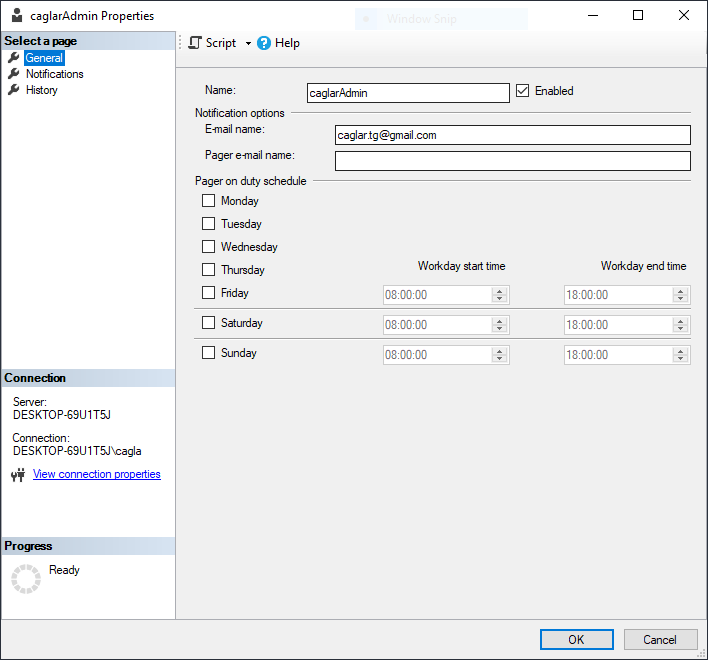 caglarAdmin Properties
Window Snip
Select a page
General
Notifications
History
Script
Help
Name:
caglarAdmin
Enabled
Notification options
E-mail name:
caglar.tg@gmail.com
Pager e-mail name:
Pager on duty schedule
Monday
Tuesday
Wednesday
Thursday
Workday start time
Workday end time
Friday
08:00:00
18:00:00
Saturday
08:00:00
18:00:00
Sunday
08:00:00
18:00:00
Connection
Server:
DESKTOP-69U1T5J
Connection:
DESKTOP-69U1T5J\cagla
View connection properties
Progress
Ready
OK
Cancel